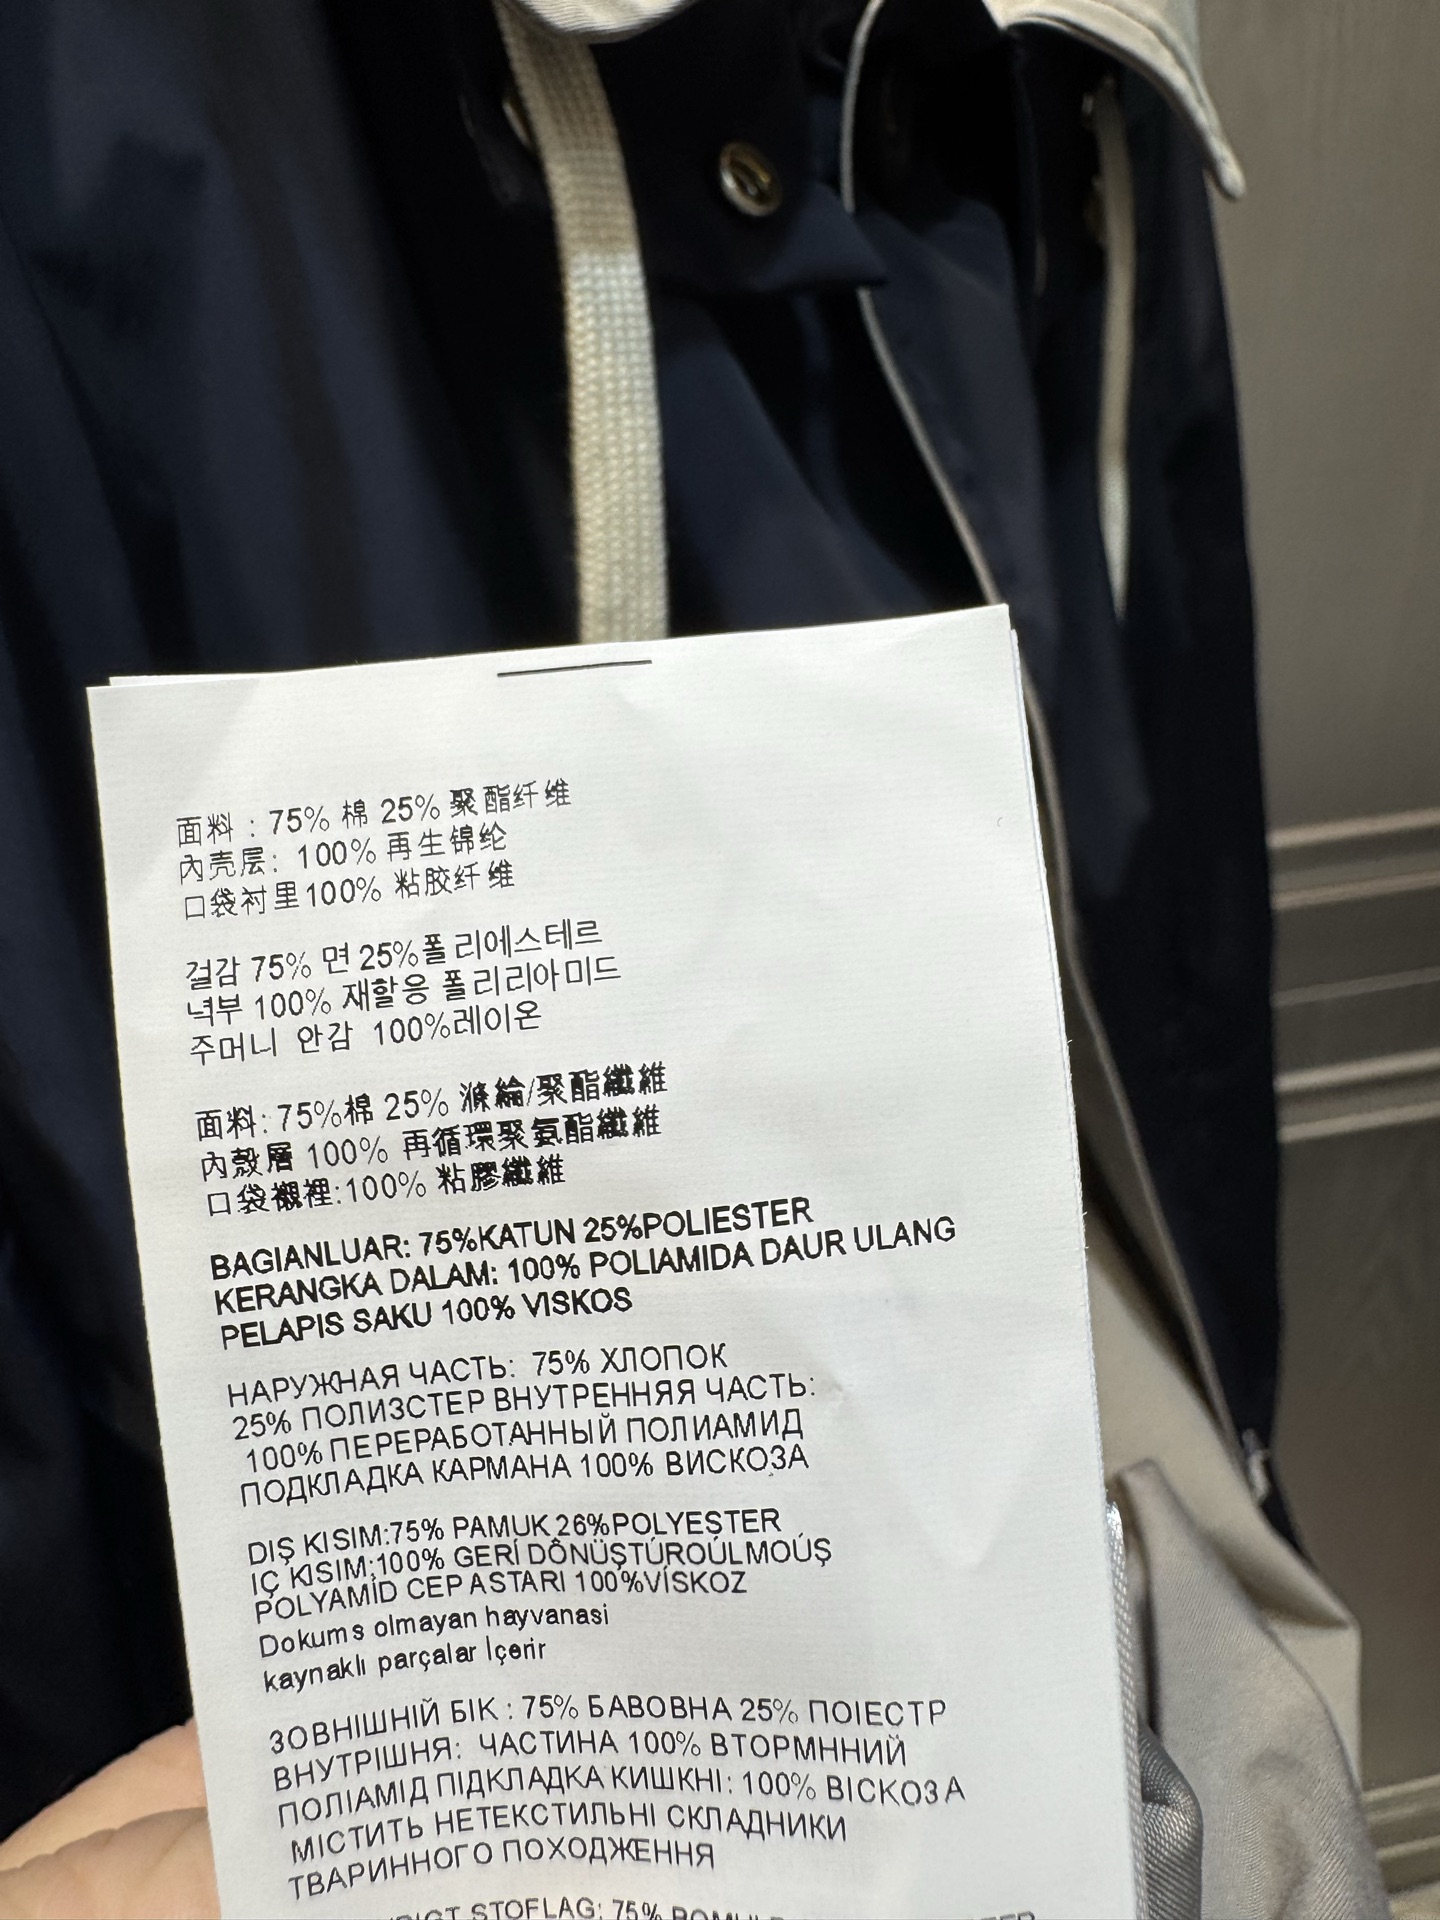 面料：75% 棉 25% 聚酯纤维
內壳层：100% 再生锦纶
口袋衬里100% 粘胶纤维
겉감 75% 면 25%폴리에스테르
녁부 100% 재할응 폴리리아미드
주머니 안감 100%레이온
面料:75%棉 25% 滌綸/聚酯纖維
內殼層 100% 再循環聚氨酯纖維
口袋襯裡:100% 粘膠纖維
BAGIANLUAR: 75%KATUN 25%POLIESTER
KERANGKA DALAM: 100% POLIAMIDA DAUR ULANG
PELAPIS SAKU 100% VISKOS
НАРУЖНАЯ ЧАСТЬ: 75% ХЛОПОК
25% ПОЛИЗСТЕР ВНУТРЕННЯЯ ЧАСТЬ:
100% ПЕРЕРАБОТАННЫЙ ПОЛИАМИД
ПОДКЛАДКА КАРМАНА 100% ВИСКОЗА
DIŞ KISIM:75% PAMUK 26%POLYESTER
IÇ KISIM:100% GERÍ DÔNÜŞTÚROÚLMOÚŞ
POLYAMÍD CEP ASTARI 100%VÍSKOZ
Dokums olmayan hayvanasi
kaynaklı parçalar İçerir
ЗОВНІШНІЙ БІК : 75% БАВОВНА 25% ПОІЕСТР
ВНУТРІШНЯ: ЧАСТИНА 100% ВТОРМННИЙ
ПОЛІАМІД ПІДКЛАДКА КИШКНІ: 100% ВІСКОЗА
МІСТИТЬ НЕТЕКСТИЛЬНІ СКЛАДНИКИ
ТВАРИННОГО ПОХОДЖЕННЯ
STOFLAG: 75%